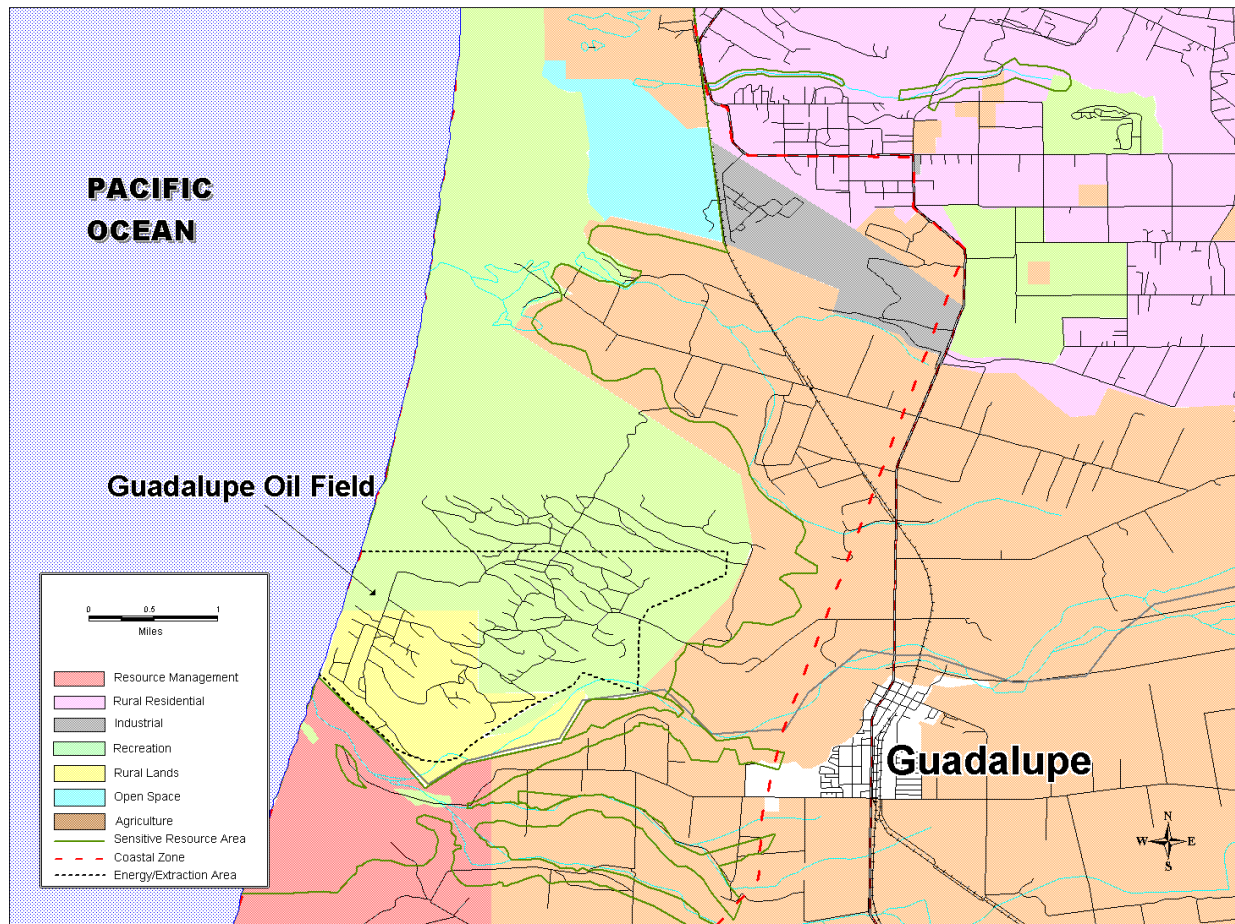 PACIFIC
OCEAN
Guadalupe Oil Field
0 0.5 1
Miles
Resource Management
Rural Residential
Industrial
Recreation
Rural Lands
Open Space
Agriculture
Sensitive Resource Area
Coastal Zone
Energy/Extraction Area
Guadalupe
N
W E
S